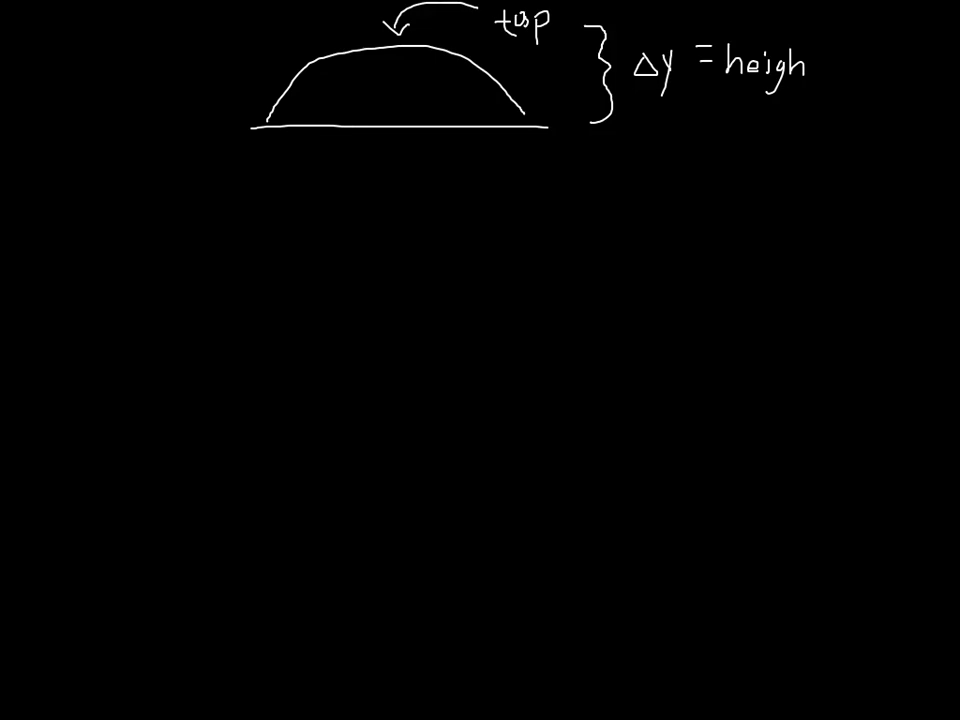 top
Δy = heigh